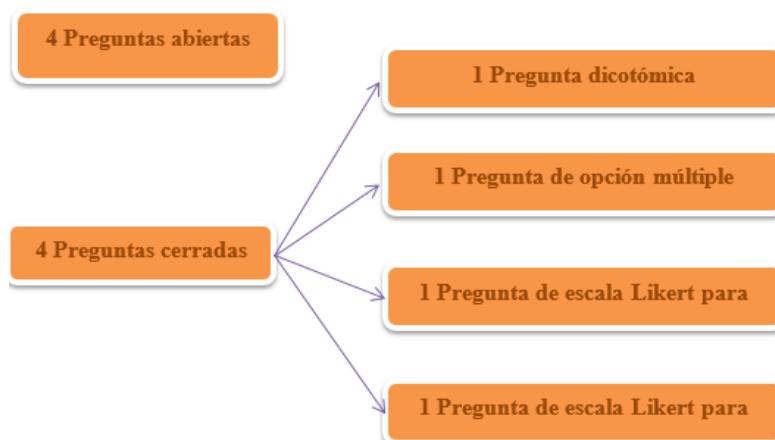 4 Preguntas abiertas
1 Pregunta dicotómica
1 Pregunta de opción múltiple
4 Preguntas cerradas
1 Pregunta de escala Likert para
1 Pregunta de escala Likert para